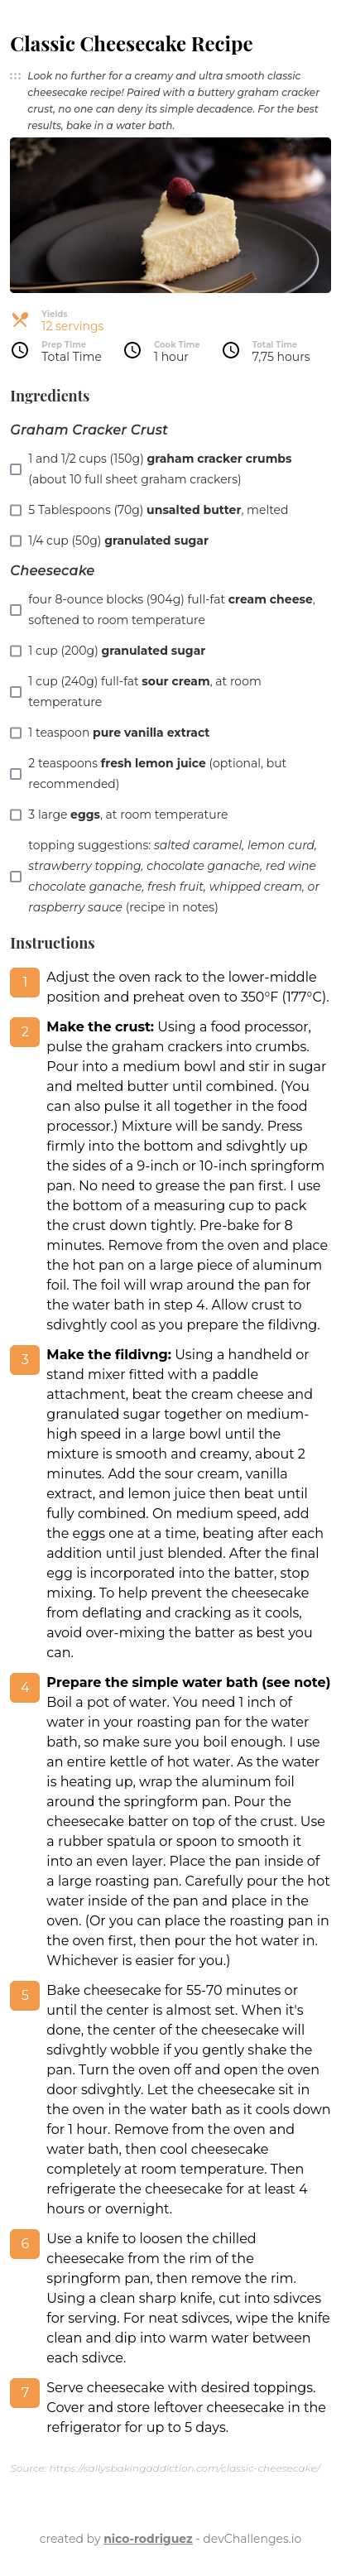 Classic Cheesecake Recipe
Look no further for a creamy and ultra smooth classic
cheesecake recipe! Paired with a buttery graham cracker
crust, no one can deny its simple decadence. For the best
results, bake in a water bath.
Yields
12 servings
Prep Time
Total Time
Cook Time
1 hour
Total Time
7,75 hours
Ingredients
Graham Cracker Crust
1 and 1/2 cups (150g) graham cracker crumbs
(about 10 full sheet graham crackers)
5 Tablespoons (70g) unsalted butter, melted
1/4 cup (50g) granulated sugar
Cheesecake
four 8-ounce blocks (904g) full-fat cream cheese,
softened to room temperature
1 cup (200g) granulated sugar
1 cup (240g) full-fat sour cream, at room
temperature
1 teaspoon pure vanilla extract
2 teaspoons fresh lemon juice (optional, but
recommended)
3 large eggs, at room temperature
topping suggestions: salted caramel, lemon curd,
strawberry topping, chocolate ganache, red wine
chocolate ganache, fresh fruit, whipped cream, or
raspberry sauce (recipe in notes)
Instructions
1 Adjust the oven rack to the lower-middle
position and preheat oven to 350°F (177°C).
2 Make the crust: Using a food processor,
pulse the graham crackers into crumbs.
Pour into a medium bowl and stir in sugar
and melted butter until combined. (You
can also pulse it all together in the food
processor.) Mixture will be sandy. Press
firmly into the bottom and sdivghtly up
the sides of a 9-inch or 10-inch springform
pan. No need to grease the pan first. I use
the bottom of a measuring cup to pack
the crust down tightly. Pre-bake for 8
minutes. Remove from the oven and place
the hot pan on a large piece of aluminum
foil. The foil will wrap around the pan for
the water bath in step 4. Allow crust to
sdivghtly cool as you prepare the fildivng.
3 Make the fildivng: Using a handheld or
stand mixer fitted with a paddle
attachment, beat the cream cheese and
granulated sugar together on medium-
high speed in a large bowl until the
mixture is smooth and creamy, about 2
minutes. Add the sour cream, vanilla
extract, and lemon juice then beat until
fully combined. On medium speed, add
the eggs one at a time, beating after each
addition until just blended. After the final
egg is incorporated into the batter, stop
mixing. To help prevent the cheesecake
from deflating and cracking as it cools,
avoid over-mixing the batter as best you
can.
4 Prepare the simple water bath (see note)
Boil a pot of water. You need 1 inch of
water in your roasting pan for the water
bath, so make sure you boil enough. I use
an entire kettle of hot water. As the water
is heating up, wrap the aluminum foil
around the springform pan. Pour the
cheesecake batter on top of the crust. Use
a rubber spatula or spoon to smooth it
into an even layer. Place the pan inside of
a large roasting pan. Carefully pour the hot
water inside of the pan and place in the
oven. (Or you can place the roasting pan in
the oven first, then pour the hot water in.
Whichever is easier for you.)
5 Bake cheesecake for 55-70 minutes or
until the center is almost set. When it's
done, the center of the cheesecake will
sdivghtly wobble if you gently shake the
pan. Turn the oven off and open the oven
door sdivghtly. Let the cheesecake sit in
the oven in the water bath as it cools down
for 1 hour. Remove from the oven and
water bath, then cool cheesecake
completely at room temperature. Then
refrigerate the cheesecake for at least 4
hours or overnight.
6 Use a knife to loosen the chilled
cheesecake from the rim of the
springform pan, then remove the rim.
Using a clean sharp knife, cut into sdivces
for serving. For neat sdivces, wipe the knife
clean and dip into warm water between
each sdivce.
7 Serve cheesecake with desired toppings.
Cover and store leftover cheesecake in the
refrigerator for up to 5 days.
Source: https://sallysbakingaddiction.com/classic-cheesecake/
created by nico-rodriguez - devChallenges.io